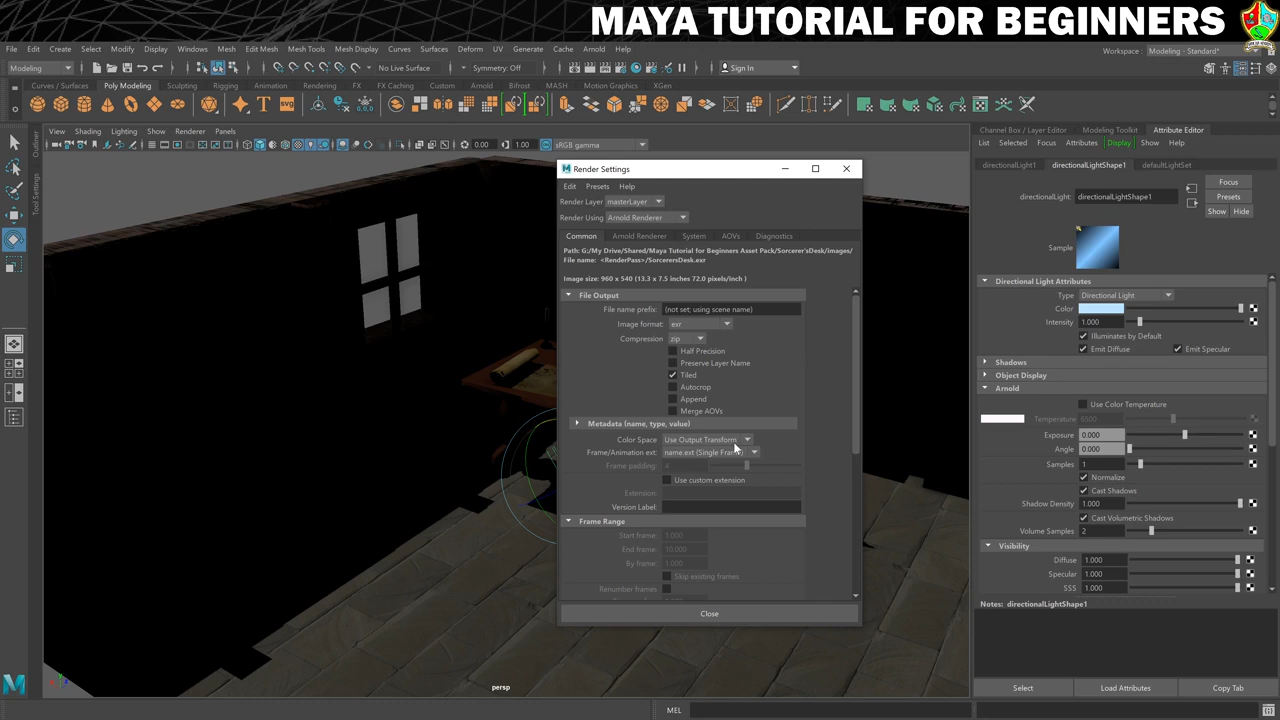 MAYA TUTORIAL FOR BEGINNERS
File Edit Create Select Modify Display Windows Mesh Edit Mesh Mesh Tools Mesh Display Curves Surfaces Deform UV Generate Cache Arnold Help
Workspace : Modeling - Standard*
Modeling No Live Surface Symmetry: Off Sign In
Curves / Surfaces Poly Modeling Sculpting Rigging Animation Rendering FX FX Caching Custom Arnold Bifrost MASH Motion Graphics XGen
View Shading Lighting Show Renderer Panels
0.00 1.00 sRGB gamma
Outliner
Tool Settings
Render Settings
Edit Presets Help
Render Layer masterLayer
Render Using Arnold Renderer
Common Arnold Renderer System AOVs Diagnostics
Path: G:/My Drive/Shared/Maya Tutorial for Beginners Asset Pack/Sorcerer'sDesk/images/
File name: <RenderPass>/SorcerersDesk.exr
Image size: 960 x 540 (13.3 x 7.5 inches 72.0 pixels/inch )
File Output
File name prefix: (not set; using scene name)
Image format: exr
Compression zip
Half Precision
Preserve Layer Name
Tiled
Autocrop
Append
Merge AOVs
Metadata (name, type, value)
Color Space Use Output Transform
Frame/Animation ext: name.ext (Single Frame)
Frame padding: 4
Use custom extension
Extension:
Version Label:
Frame Range
Start frame: 1.000
End frame: 10.000
By frame: 1.000
Skip existing frames
Renumber frames
Close
persp
Channel Box / Layer Editor Modeling Toolkit Attribute Editor
List Selected Focus Attributes Display Show Help
directionalLight1 directionalLightShape1 defaultLightSet
directionalLight: directionalLightShape1
Focus
Presets
Show Hide
Sample
Directional Light Attributes
Type Directional Light
Color
Intensity 1.000
Illuminates by Default
Emit Diffuse Emit Specular
Shadows
Object Display
Arnold
Use Color Temperature
Temperature 6500
Exposure 0.000
Angle 0.000
Samples 1
Normalize
Cast Shadows
Shadow Density 1.000
Cast Volumetric Shadows
Volume Samples 2
Visibility
Diffuse 1.000
Specular 1.000
SSS 1.000
Notes: directionalLightShape1
Select Load Attributes Copy Tab
MEL